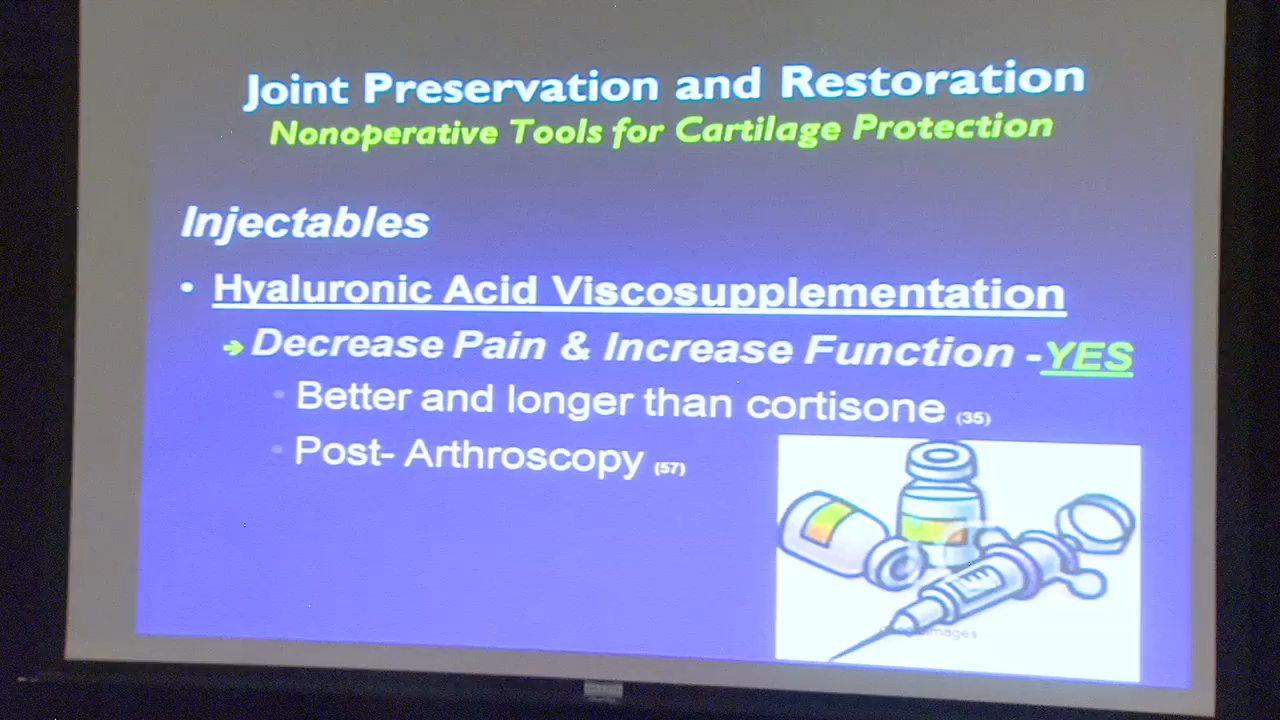 Joint Preservation and Restoration
Nonoperative Tools for Cartilage Protection
Injectables
• Hyaluronic Acid Viscosupplementation
➔ Decrease Pain & Increase Function -YES
• Better and longer than cortisone (35)
• Post- Arthroscopy (57)